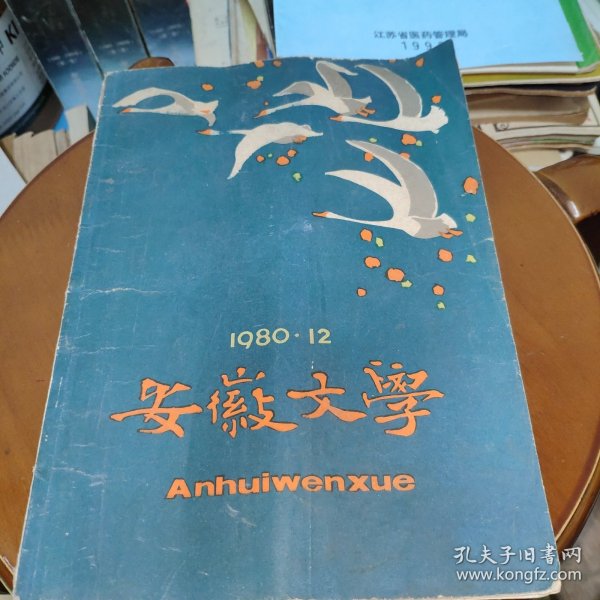 江苏省医药管理局
199
1980·12
安徽文學
Anhuiwenxue
孔夫子旧书网
www.kongfz.com